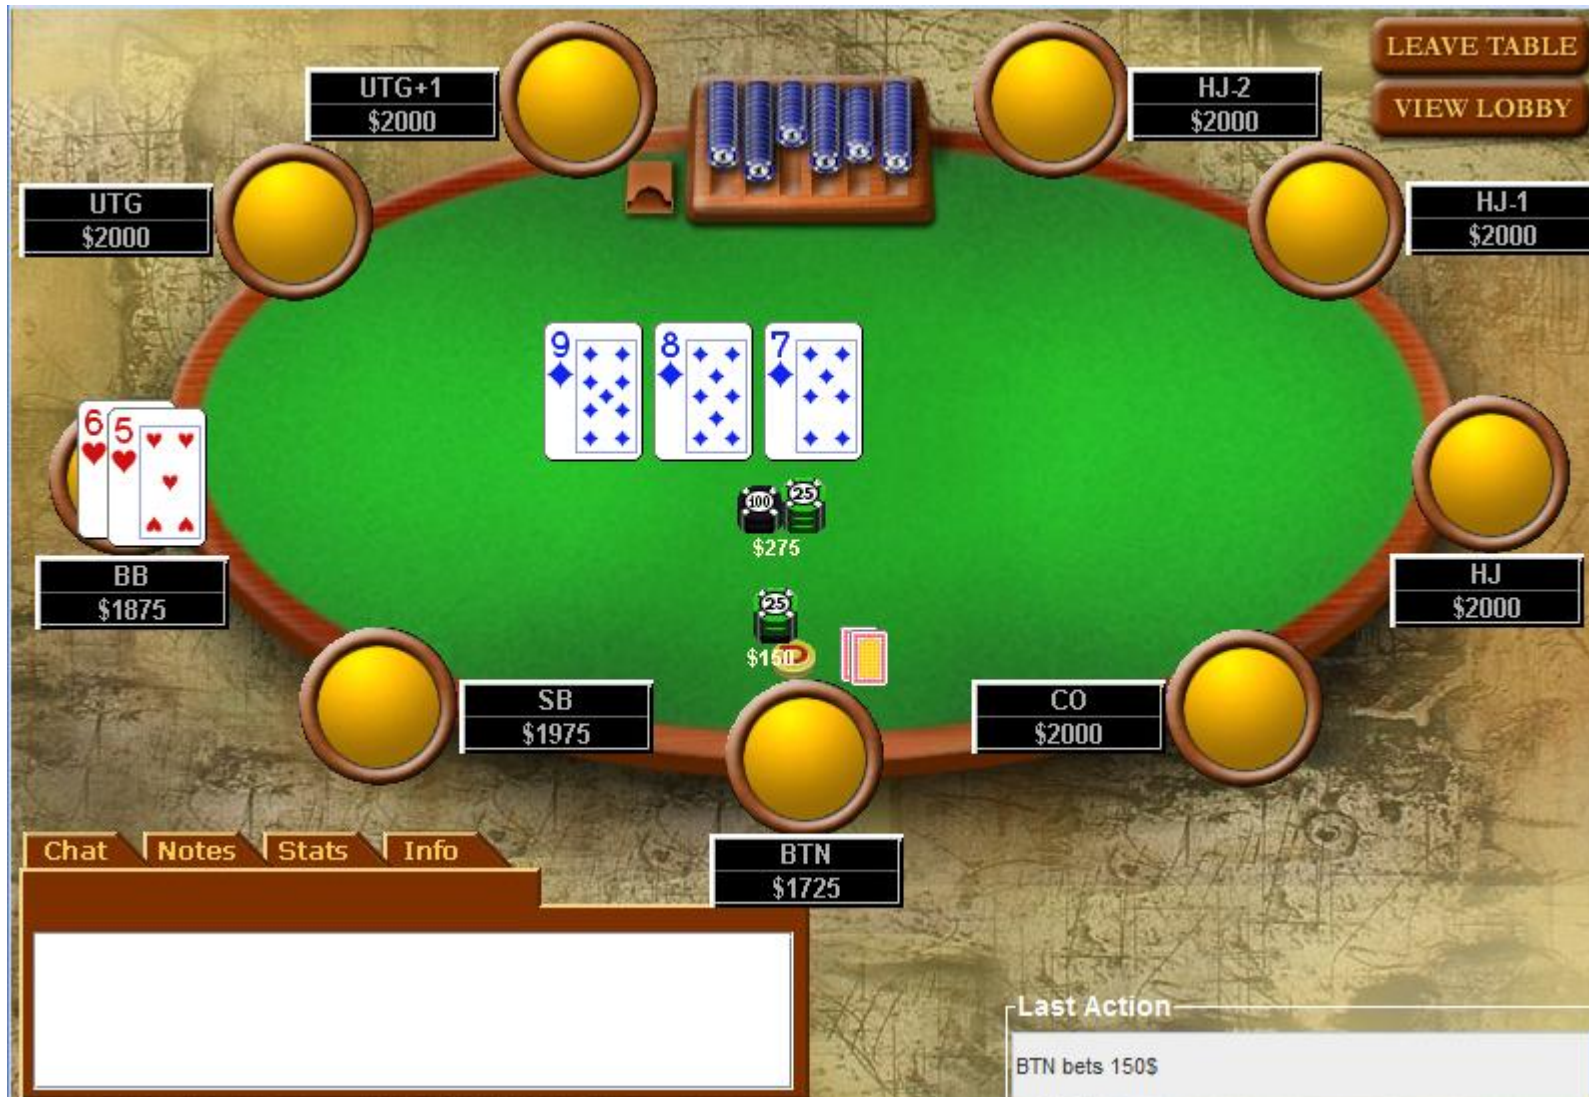 LEAVE TABLE
VIEW LOBBY
UTG+1
$2000
HJ-2
$2000
UTG
$2000
HJ-1
$2000
9
8
7
6
5
100
25
$275
BB
$1875
HJ
$2000
25
$150
SB
$1975
CO
$2000
BTN
$1725
Chat
Notes
Stats
Info
Last Action
BTN bets 150$